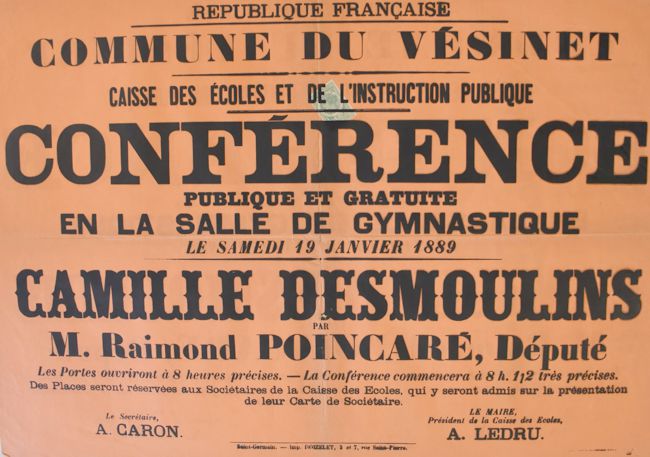 REPUBLIQUE FRANÇAISE
COMMUNE DU VÉSINET
CAISSE DES ÉCOLES ET DE L'INSTRUCTION PUBLIQUE
CONFÉRENCE
PUBLIQUE ET GRATUITE
EN LA SALLE DE GYMNASTIQUE
LE SAMEDI 19 JANVIER 1889
CAMILLE DESMOULINS
PAR
M. Raimond POINCARÉ, Député
Les Portes ouvriront à 8 heures précises. — La Conférence commencera à 8 h. 1/2 très précises.
Des Places seront réservées aux Sociétaires de la Caisse des Ecoles, qui y seront admis sur la présentation
de leur Carte de Sociétaire.
Le Secrétaire,
A. CARON.
LE MAIRE,
Président de la Caisse des Ecoles,
A. LEDRU.
Saint-Germain. — Imp. DOIZELET, 5 et 7, rue Saint-Pierre.